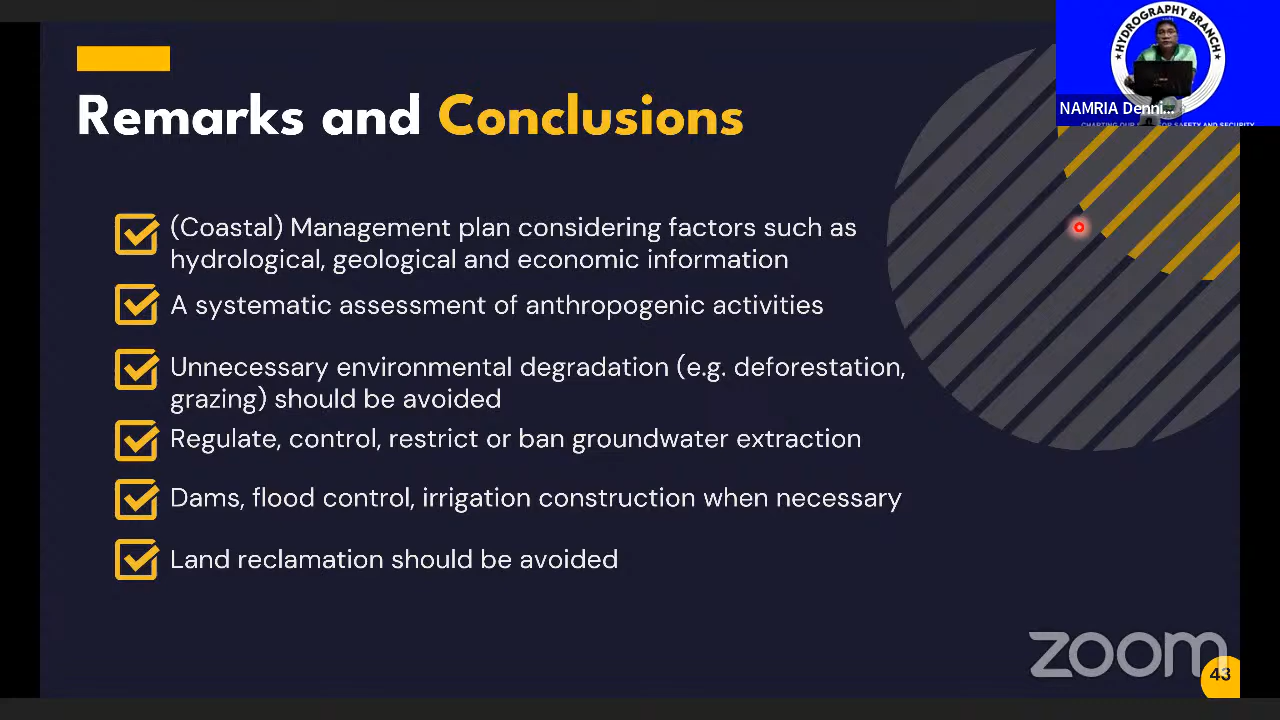 HYDROGRAPHY BRANCH
NAMRIA Denni...
Remarks and Conclusions
(Coastal) Management plan considering factors such as
hydrological, geological and economic information
A systematic assessment of anthropogenic activities
Unnecessary environmental degradation (e.g. deforestation,
grazing) should be avoided
Regulate, control, restrict or ban groundwater extraction
Dams, flood control, irrigation construction when necessary
Land reclamation should be avoided
zoom
43